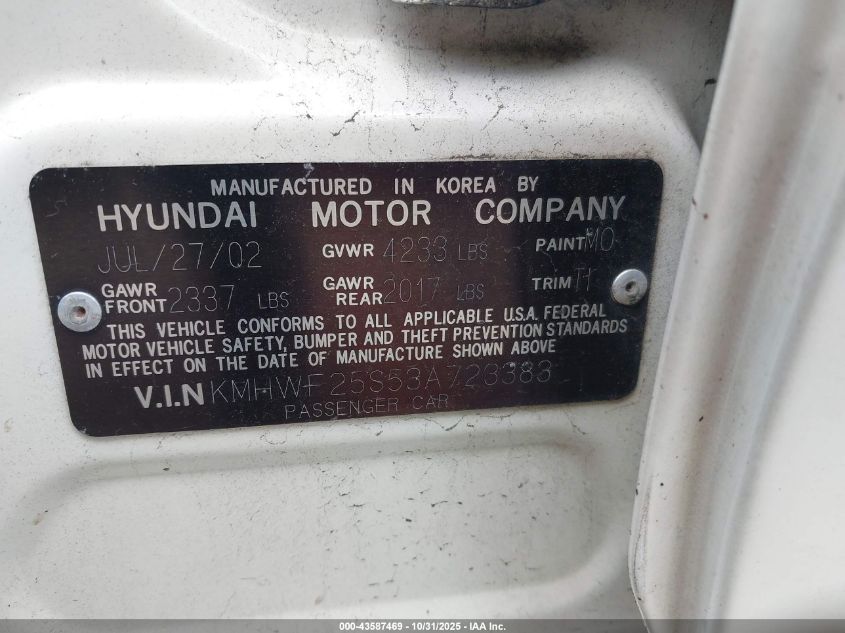 MANUFACTURED IN KOREA BY
HYUNDAI MOTOR COMPANY
JUL/27/02 GVWR 4233 LBS PAINT MO
GAWR FRONT 2337 LBS GAWR REAR 2017 LBS TRIM TI
THIS VEHICLE CONFORMS TO ALL APPLICABLE U.S.A. FEDERAL
MOTOR VEHICLE SAFETY, BUMPER AND THEFT PREVENTION STANDARDS
IN EFFECT ON THE DATE OF MANUFACTURE SHOWN ABOVE
V.I.N KMHWF25S53A723383
PASSENGER CAR
000-43587469 - 10/31/2025 - IAA Inc.